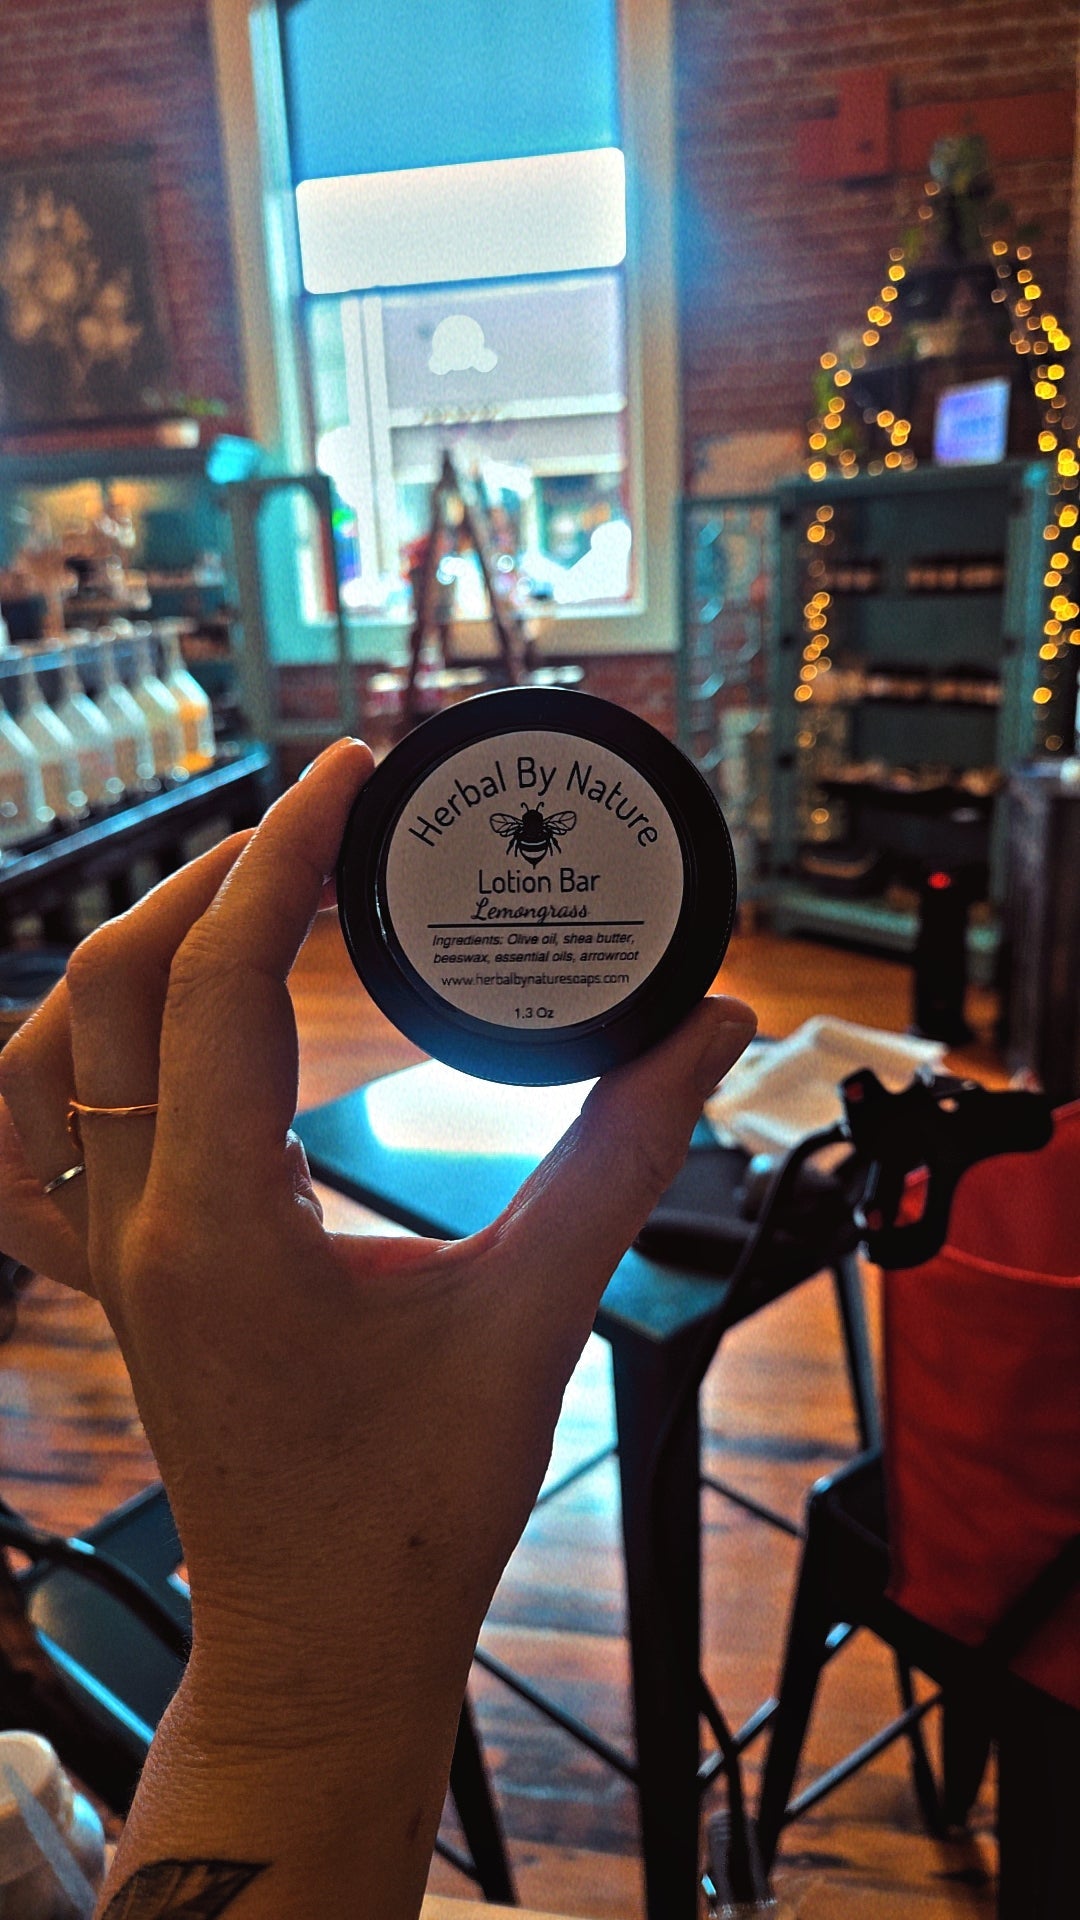 Herbal By Nature
Lotion Bar
Lemongrass
Ingredients: Olive oil, shea butter,
beeswax, essential oils, arrowroot
www.herbalbynaturesoaps.com
1.3 Oz